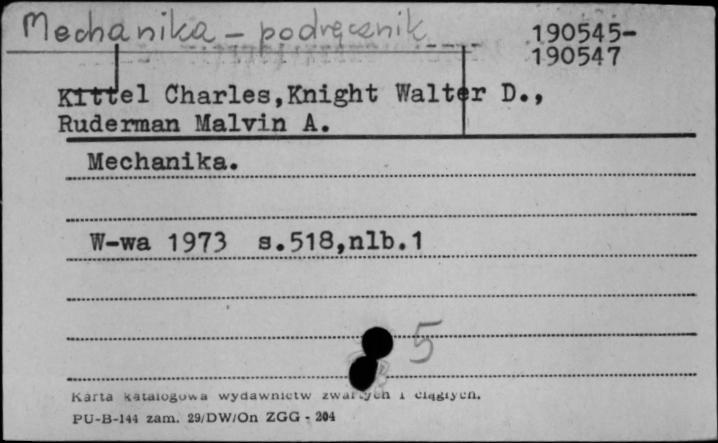 Mechanika - podręcznik
190545-
190547
Kittel Charles,Knight Walter D.,
Ruderman Malvin A.
Mechanika.
W-wa 1973 s.518,nlb.1
5
Karta katalogowa wydawnictw zwartych i ciągłych.
PU-B-144 zam. 29/DW/On ZGG - 204